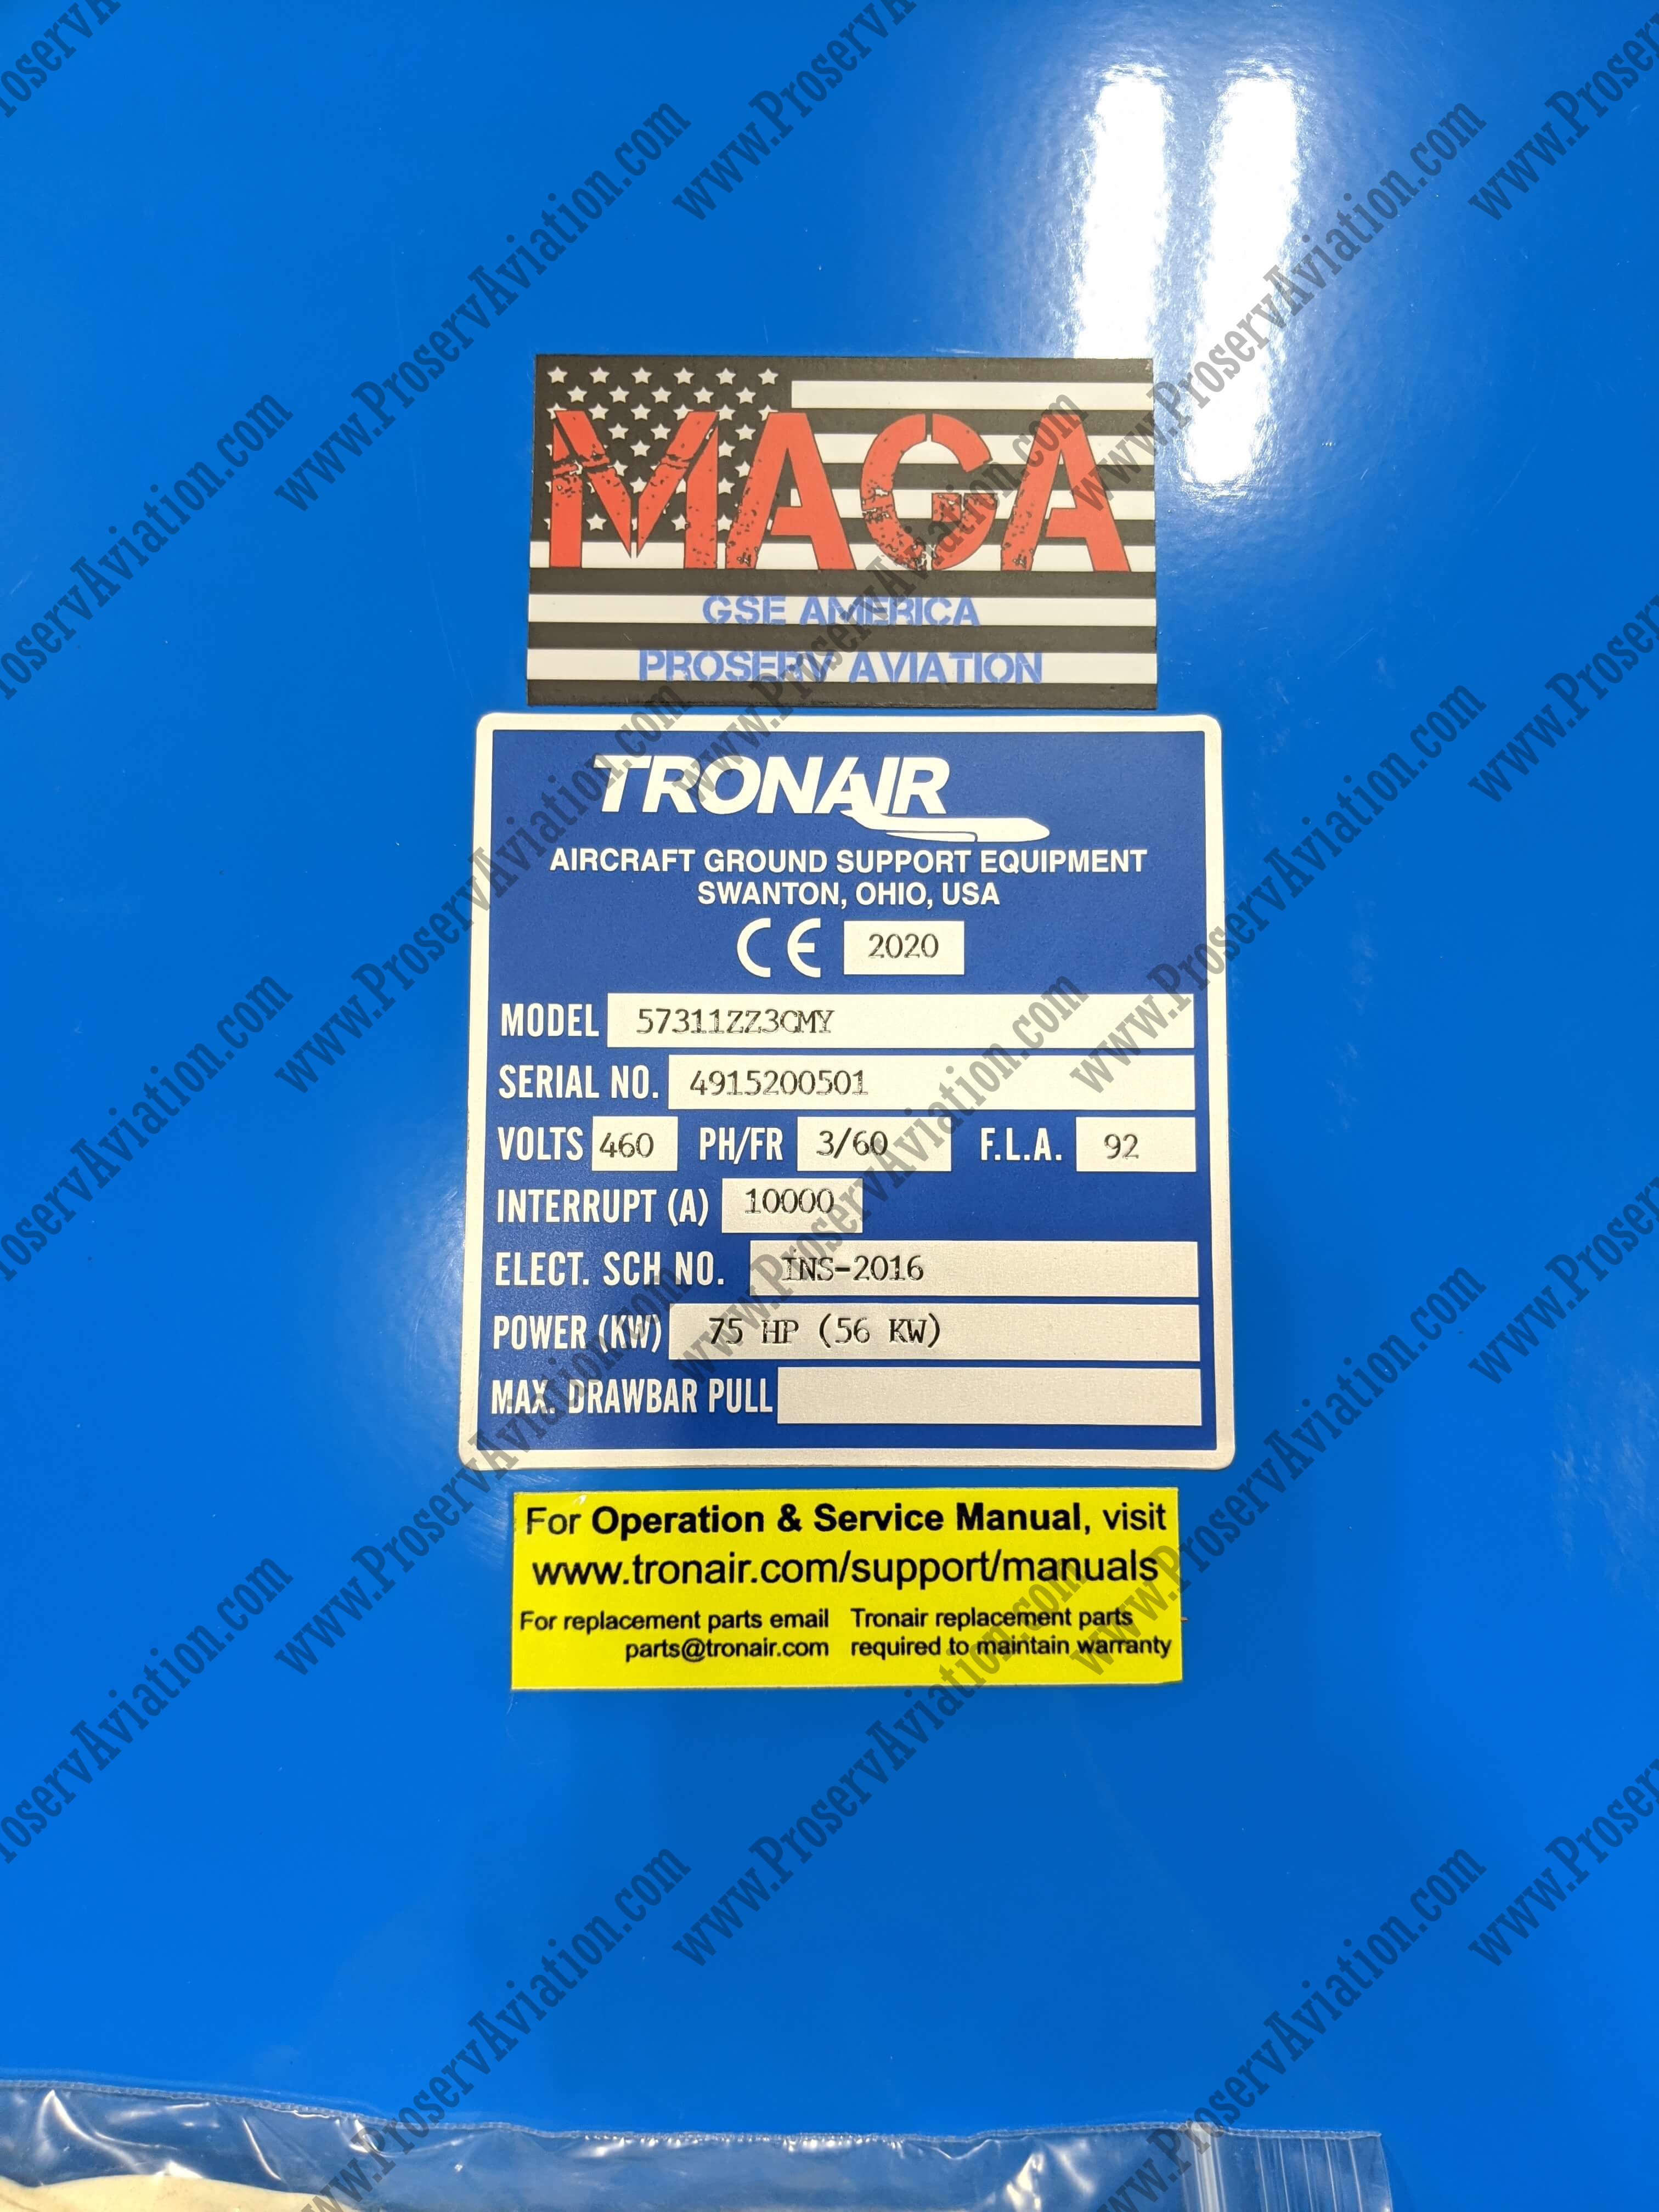 MAGA
GSE AMERICA
PROSERV AVIATION
TRONAIR
AIRCRAFT GROUND SUPPORT EQUIPMENT
SWANTON, OHIO, USA
CE 2020
MODEL 57311ZZ3CMY
SERIAL NO. 4915200501
VOLTS 460 PH/FR 3/60 F.L.A. 92
INTERRUPT (A) 10000
ELECT. SCH NO. INS-2016
POWER (KW) 75 HP (56 KW)
MAX. DRAWBAR PULL
For Operation & Service Manual, visit
www.tronair.com/support/manuals
For replacement parts email Tronair replacement parts
parts@tronair.com required to maintain warranty
www.ProservAviation.com